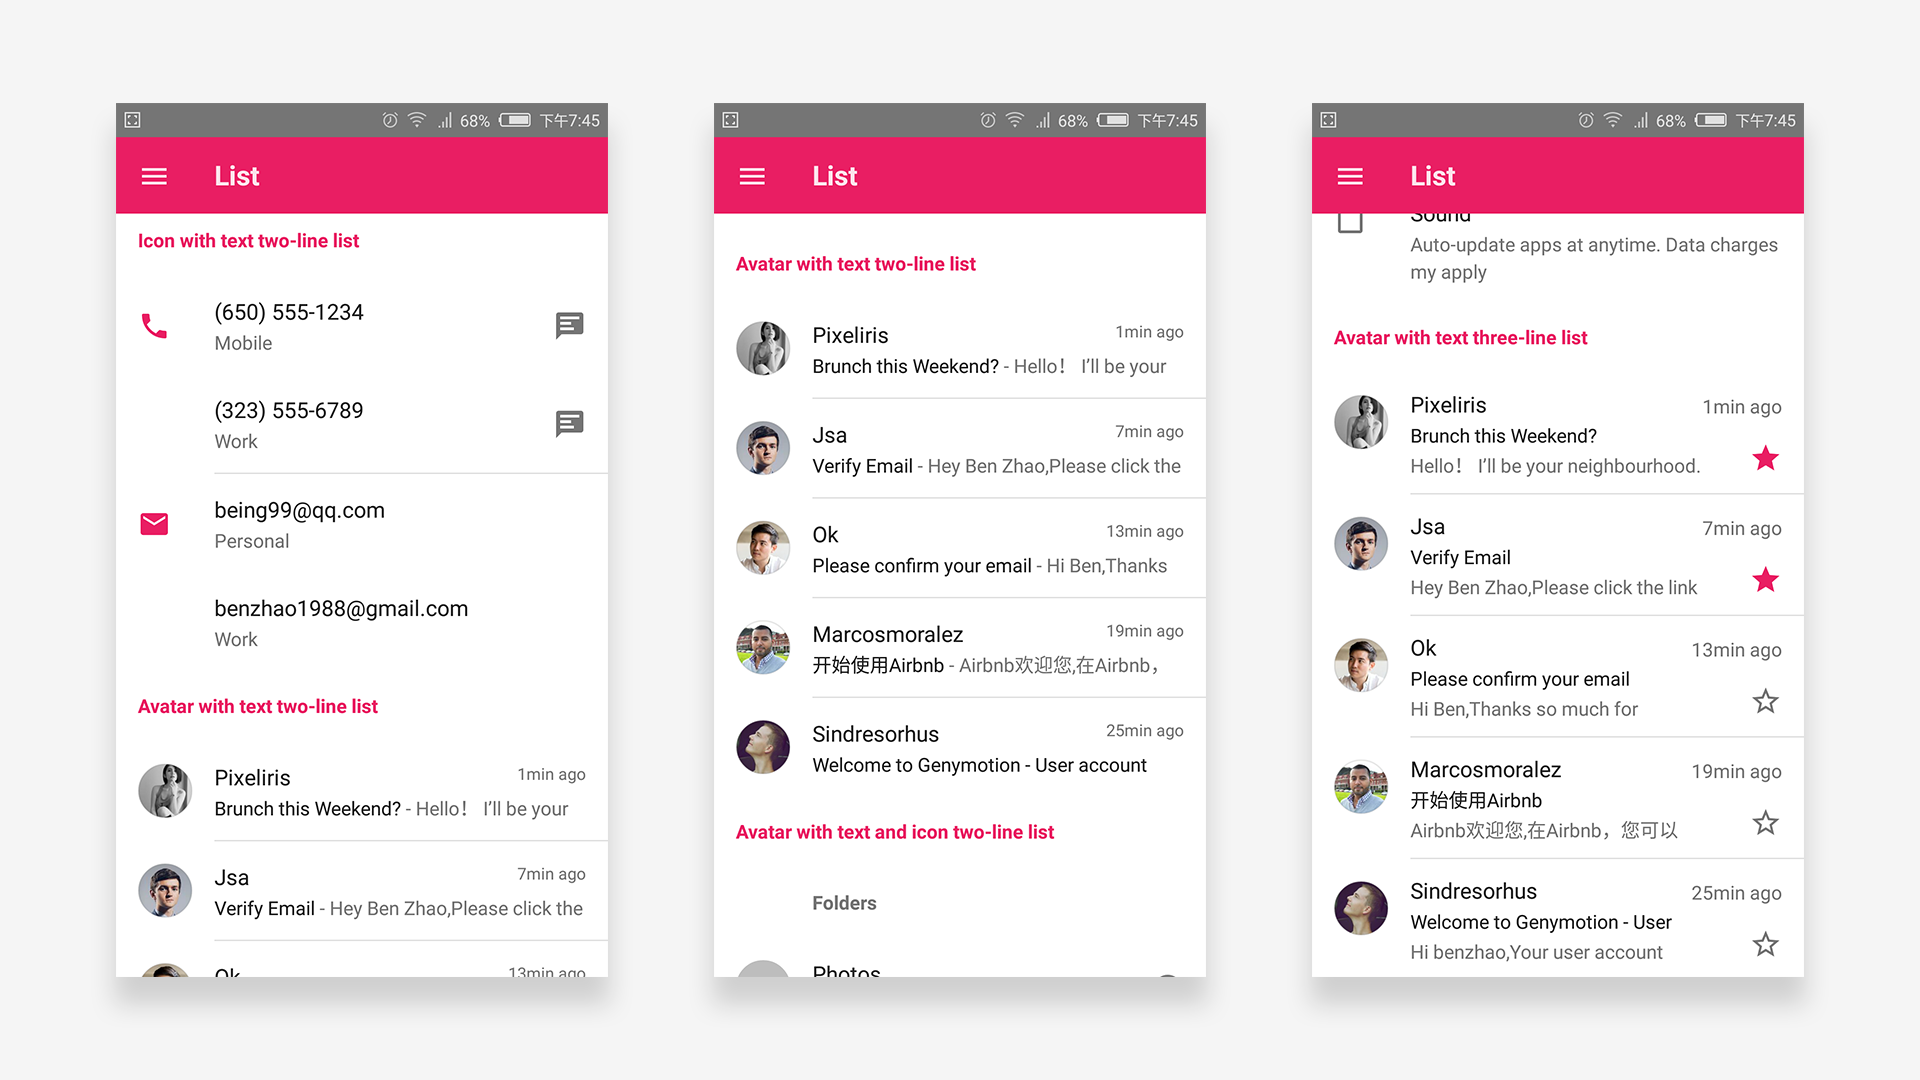 68% 下午7:45
List
Icon with text two-line list
(650) 555-1234
Mobile
(323) 555-6789
Work
being99@qq.com
Personal
benzhao1988@gmail.com
Work
Avatar with text two-line list
Pixeliris 1min ago
Brunch this Weekend? - Hello! I’ll be your
Jsa 7min ago
Verify Email - Hey Ben Zhao,Please click the
Ok 13min ago
68% 下午7:45
List
Avatar with text two-line list
Pixeliris 1min ago
Brunch this Weekend? - Hello! I’ll be your
Jsa 7min ago
Verify Email - Hey Ben Zhao,Please click the
Ok 13min ago
Please confirm your email - Hi Ben,Thanks
Marcosmoralez 19min ago
开始使用Airbnb - Airbnb欢迎您,在Airbnb，
Sindresorhus 25min ago
Welcome to Genymotion - User account
Avatar with text and icon two-line list
Folders
Photos
68% 下午7:45
List
Sound
Auto-update apps at anytime. Data charges
my apply
Avatar with text three-line list
Pixeliris 1min ago
Brunch this Weekend?
Hello! I’ll be your neighbourhood.
Jsa 7min ago
Verify Email
Hey Ben Zhao,Please click the link
Ok 13min ago
Please confirm your email
Hi Ben,Thanks so much for
Marcosmoralez 19min ago
开始使用Airbnb
Airbnb欢迎您,在Airbnb，您可以
Sindresorhus 25min ago
Welcome to Genymotion - User
Hi benzhao,Your user account